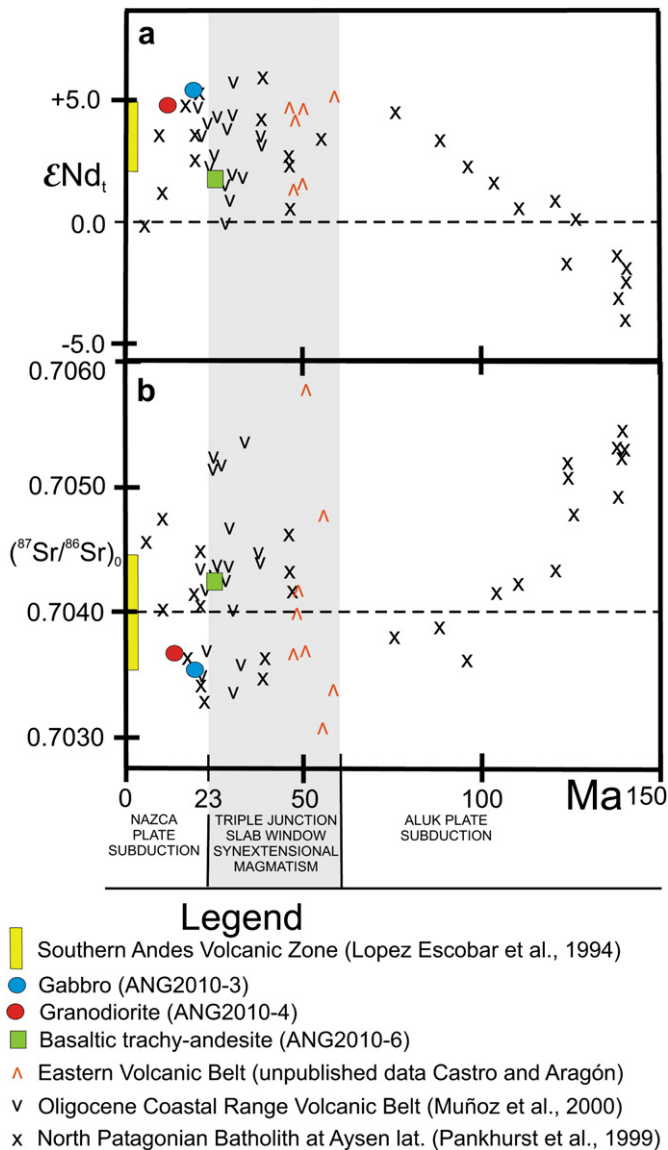 a
+5.0
εNdt
0.0
-5.0
0.7060
b
0.7050
(87Sr/86Sr)0
0.7040
0.7030
0 23 50 100 Ma 150
NAZCA PLATE SUBDUCTION
TRIPLE JUNCTION SLAB WINDOW SYNEXTENSIONAL MAGMATISM
ALUK PLATE SUBDUCTION
Legend
Southern Andes Volcanic Zone (Lopez Escobar et al., 1994)
Gabbro (ANG2010-3)
Granodiorite (ANG2010-4)
Basaltic trachy-andesite (ANG2010-6)
Eastern Volcanic Belt (unpublished data Castro and Aragón)
Oligocene Coastal Range Volcanic Belt (Muñoz et al., 2000)
North Patagonian Batholith at Aysen lat. (Pankhurst et al., 1999)